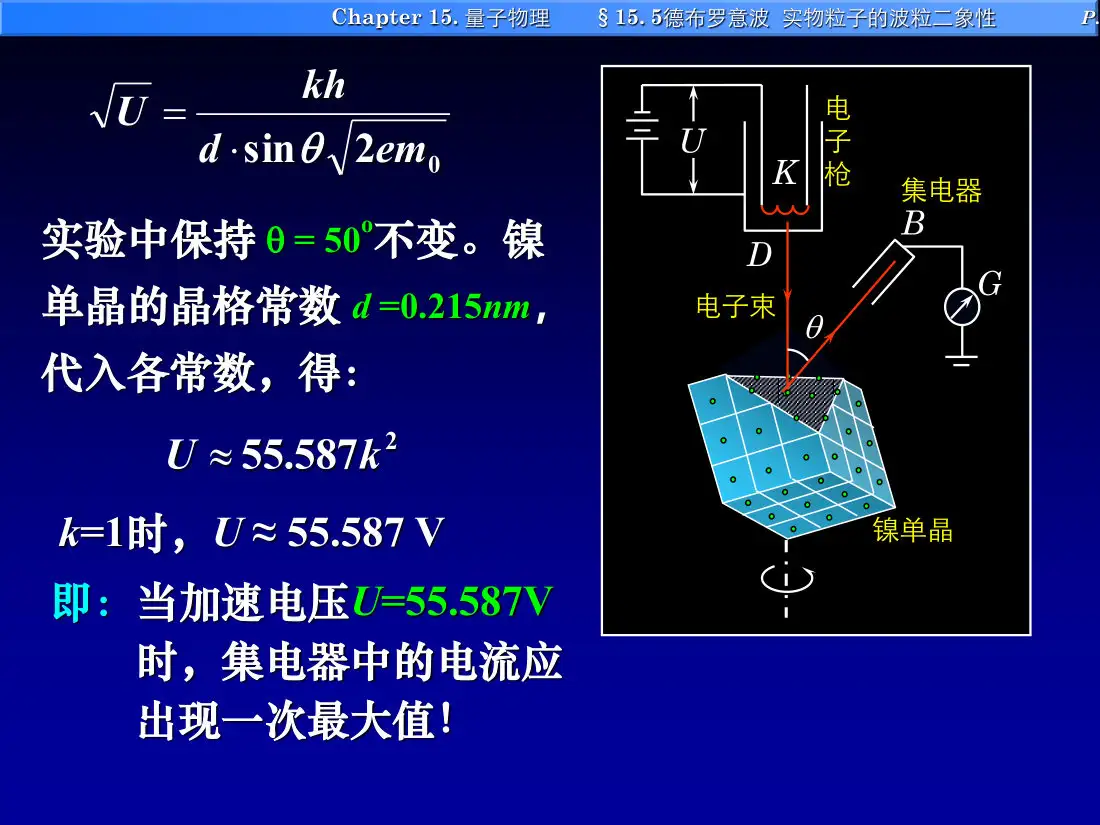 Chapter 15. 量子物理 §15.5德布罗意波 实物粒子的波粒二象性 P.
√U = kh / (d·sinθ√2em₀)
实验中保持 θ = 50°不变。镍
单晶的晶格常数 d =0.215nm，
代入各常数，得：
U ≈ 55.587k²
k=1时，U ≈ 55.587 V
即：当加速电压U=55.587V
时，集电器中的电流应
出现一次最大值！
U
K
电子枪
集电器
B
D
G
电子束
θ
镍单晶